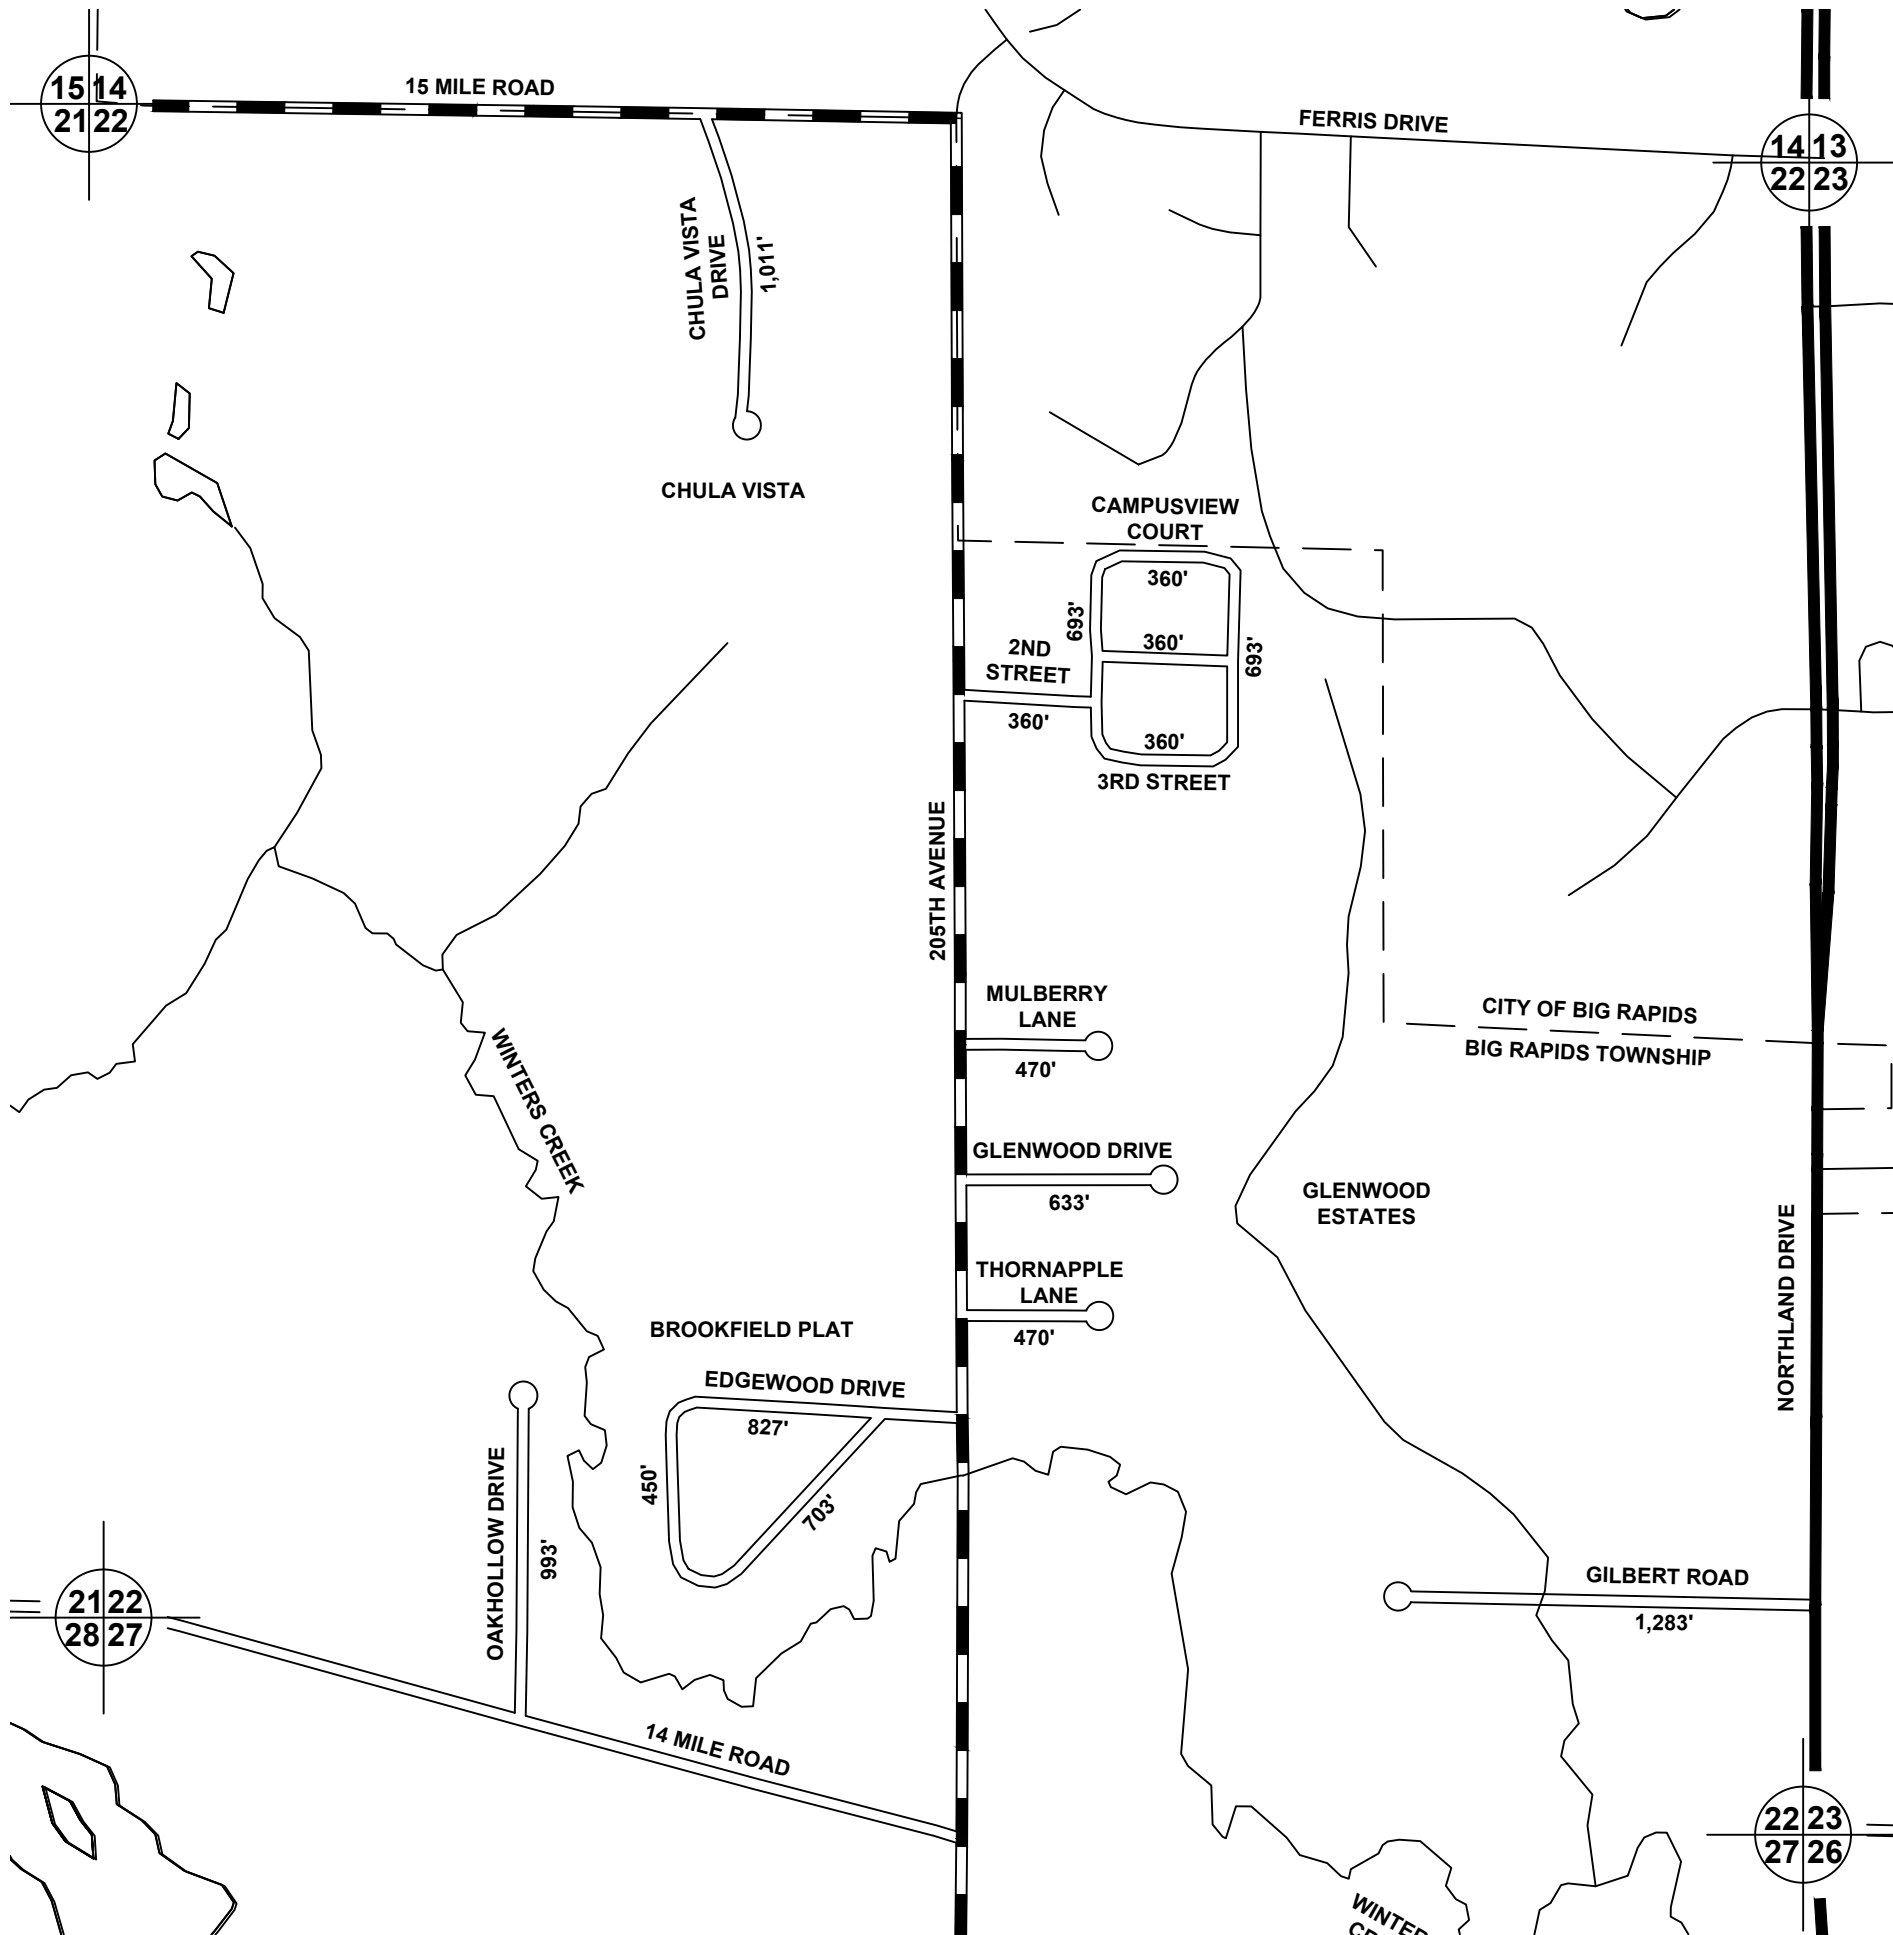 15 14
21 22
15 MILE ROAD
FERRIS DRIVE
14 13
22 23
CHULA VISTA
DRIVE
1,011'
CHULA VISTA
CAMPUSVIEW
COURT
360'
693'
360'
693'
2ND
STREET
360'
360'
3RD STREET
205TH AVENUE
MULBERRY
LANE
470'
CITY OF BIG RAPIDS
BIG RAPIDS TOWNSHIP
WINTERS CREEK
GLENWOOD DRIVE
633'
GLENWOOD
ESTATES
NORTHLAND DRIVE
THORNAPPLE
LANE
470'
BROOKFIELD PLAT
EDGEWOOD DRIVE
827'
450'
703'
OAKHOLLOW DRIVE
993'
GILBERT ROAD
1,283'
21 22
28 27
14 MILE ROAD
22 23
27 26